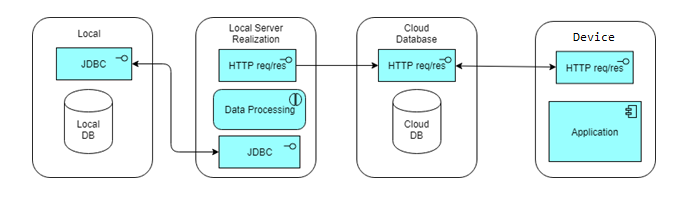 Local
JDBC
Local
DB
Local Server
Realization
HTTP req/res
Data Processing
JDBC
Cloud
Database
HTTP req/res
Cloud
DB
Device
HTTP req/res
Application